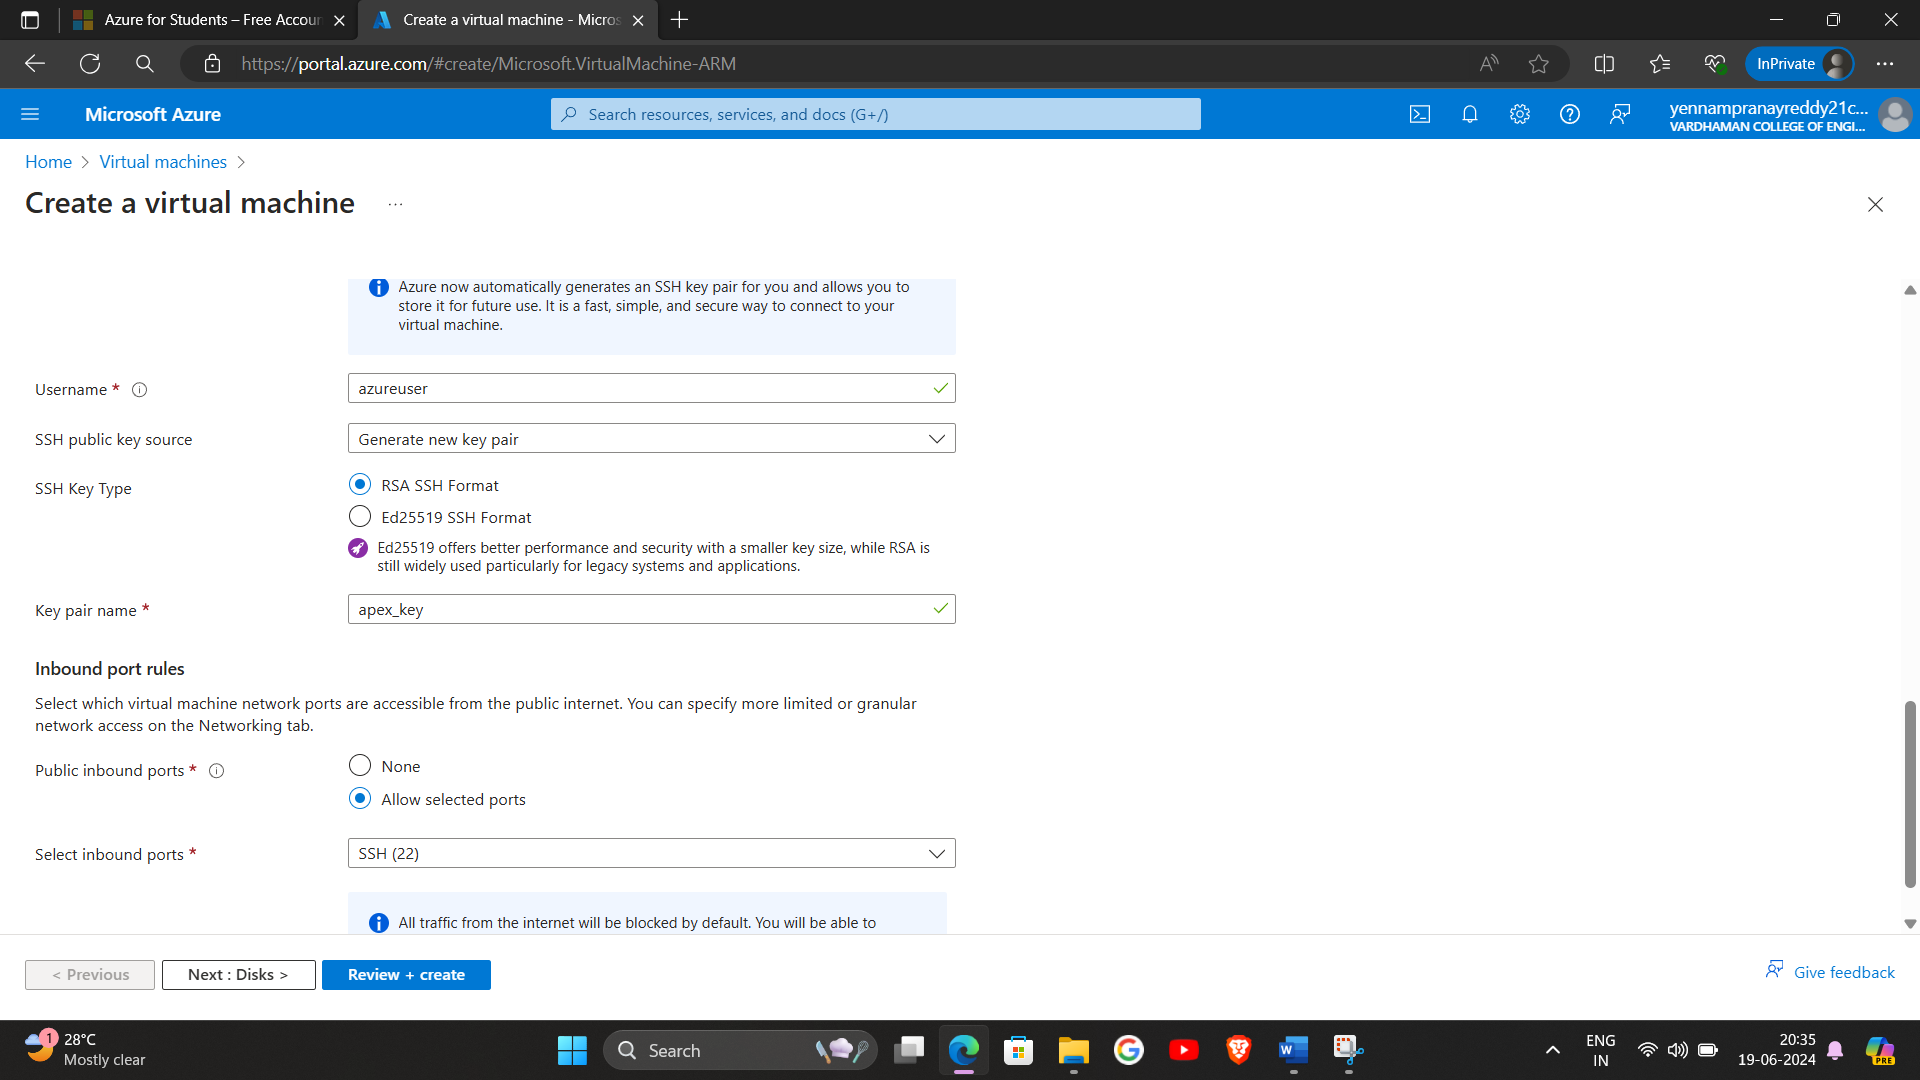 Azure for Students – Free Accoun
Create a virtual machine - Micros
https://portal.azure.com/#create/Microsoft.VirtualMachine-ARM
InPrivate
Microsoft Azure
Search resources, services, and docs (G+/)
yennampranayreddy21c...
VARDHAMAN COLLEGE OF ENGI...
Home > Virtual machines >
Create a virtual machine ...
Azure now automatically generates an SSH key pair for you and allows you to
store it for future use. It is a fast, simple, and secure way to connect to your
virtual machine.
Username *
azureuser
SSH public key source
Generate new key pair
SSH Key Type
RSA SSH Format
Ed25519 SSH Format
Ed25519 offers better performance and security with a smaller key size, while RSA is
still widely used particularly for legacy systems and applications.
Key pair name *
apex_key
Inbound port rules
Select which virtual machine network ports are accessible from the public internet. You can specify more limited or granular
network access on the Networking tab.
Public inbound ports *
None
Allow selected ports
Select inbound ports *
SSH (22)
All traffic from the internet will be blocked by default. You will be able to
< Previous
Next : Disks >
Review + create
Give feedback
1
28°C
Mostly clear
Search
ENG
IN
20:35
19-06-2024
PRE